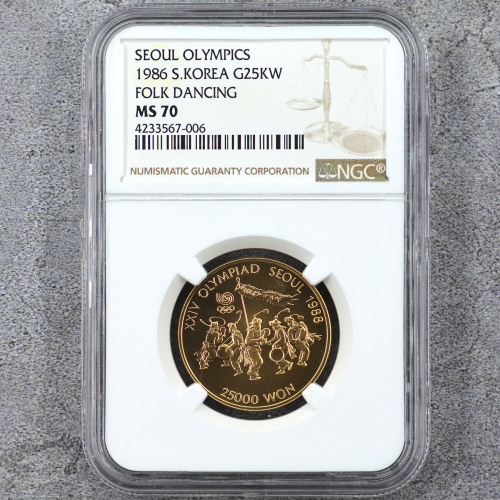 SEOUL OLYMPICS
1986 S.KOREA G25KW
FOLK DANCING
MS 70
4233567-006
NUMISMATIC GUARANTY CORPORATION
NGC®
XXIV OLYMPIAD SEOUL 1988
25000 WON